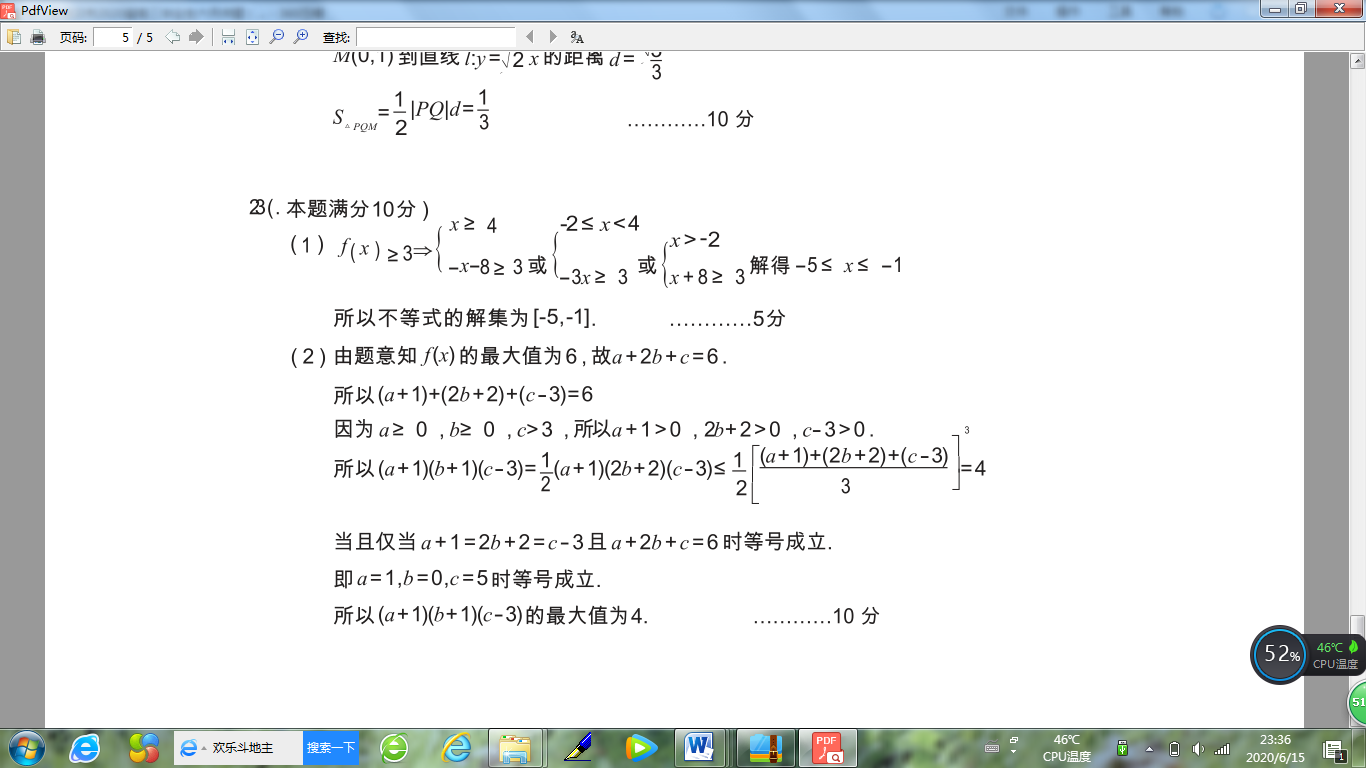 PdfView
页码: 5 / 5 查找:
M(0,1) 到直线 l:y=√2 x 的距离 d= √3/3
S△PQM=1/2|PQ|d=1/3 …………10 分
23(. 本题满分10分 )
( 1 ) f( x ) ≥3⇒{x≥ 4 −x−8≥ 3 或 {-2≤ x<4 −3x≥ 3 或 {x>-2 x+8≥ 3 解得 −5≤ x≤ −1
所以不等式的解集为 [-5,-1]. …………5分
( 2 ) 由题意知 f(x) 的最大值为6 , 故a+2b+c=6 .
所以 (a+1)+(2b+2)+(c−3)=6
因为 a≥ 0 , b≥ 0 , c>3 , 所以a+1>0 , 2b+2>0 , c−3>0 .
所以 (a+1)(b+1)(c−3)=1/2(a+1)(2b+2)(c−3)≤ 1/2[(a+1)+(2b+2)+(c−3)/3]3=4
当且仅当 a+1=2b+2=c−3 且 a+2b+c=6 时等号成立.
即 a=1,b=0,c=5 时等号成立.
所以 (a+1)(b+1)(c−3) 的最大值为 4. …………10 分
52%
46℃
CPU温度
51
欢乐斗地主 搜索一下
PDF
46℃
CPU温度
23:36
2020/6/15
1